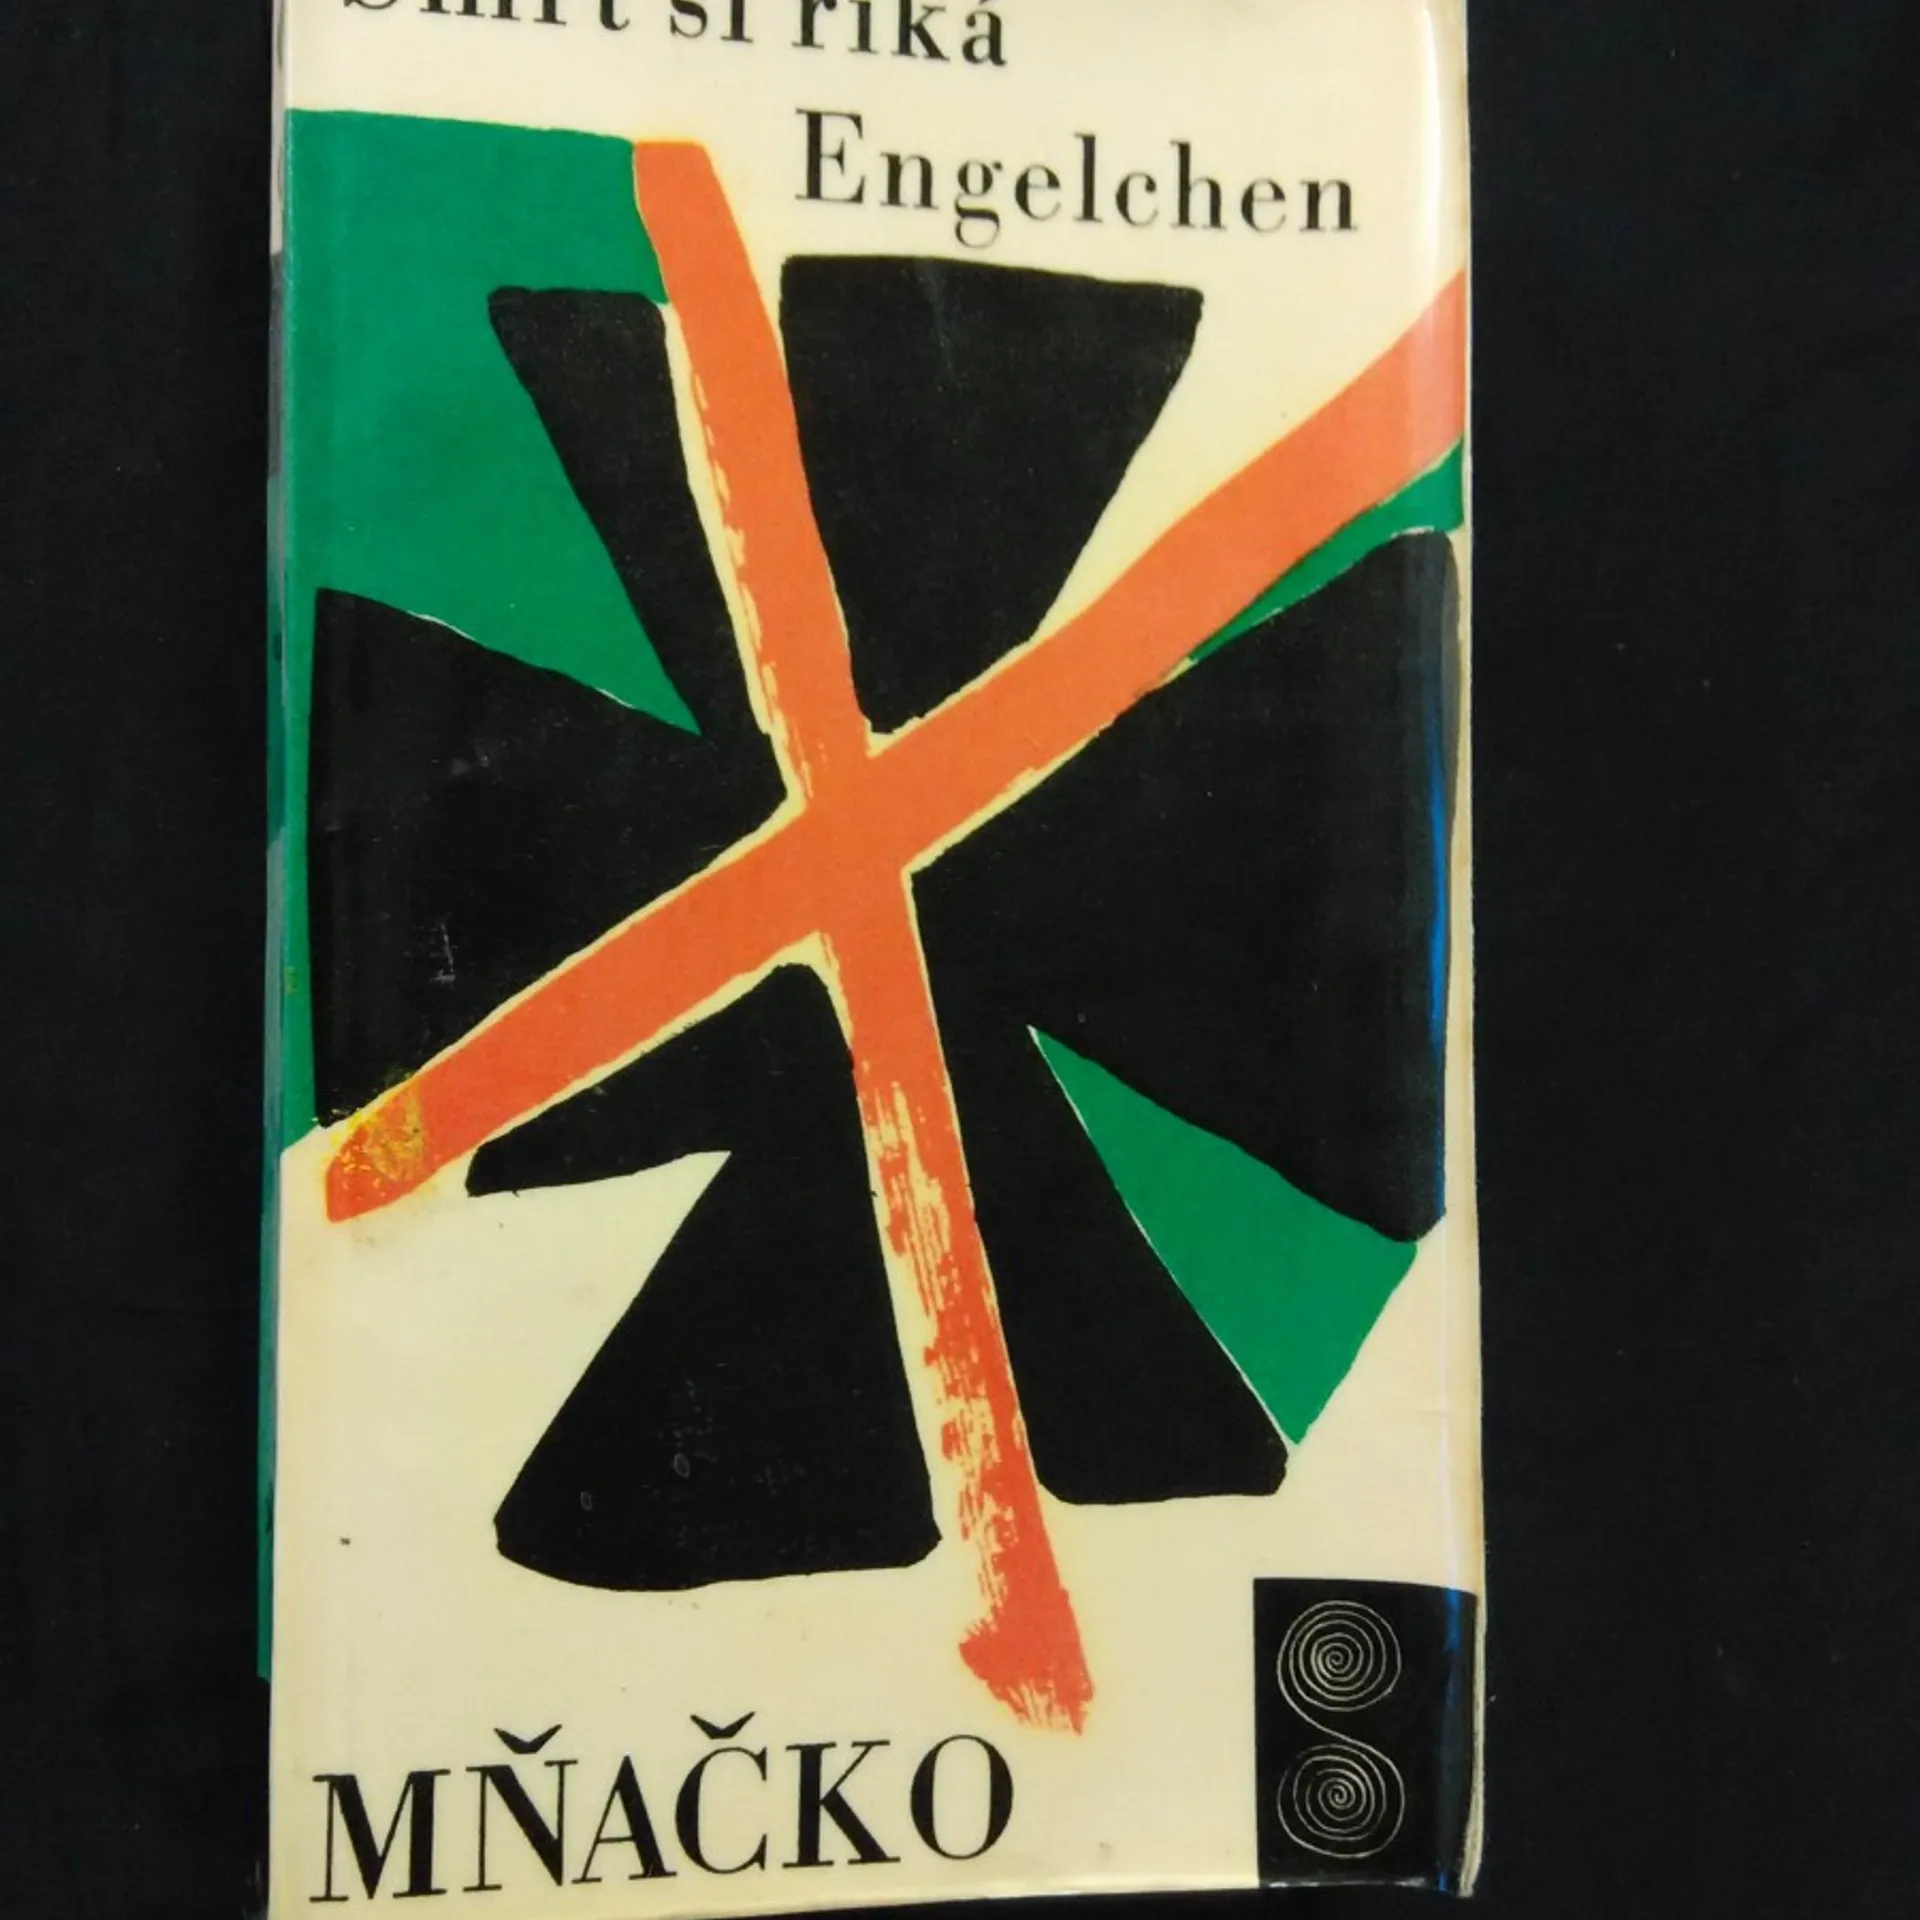 Smrt si říká
Engelchen
MŇAČKO